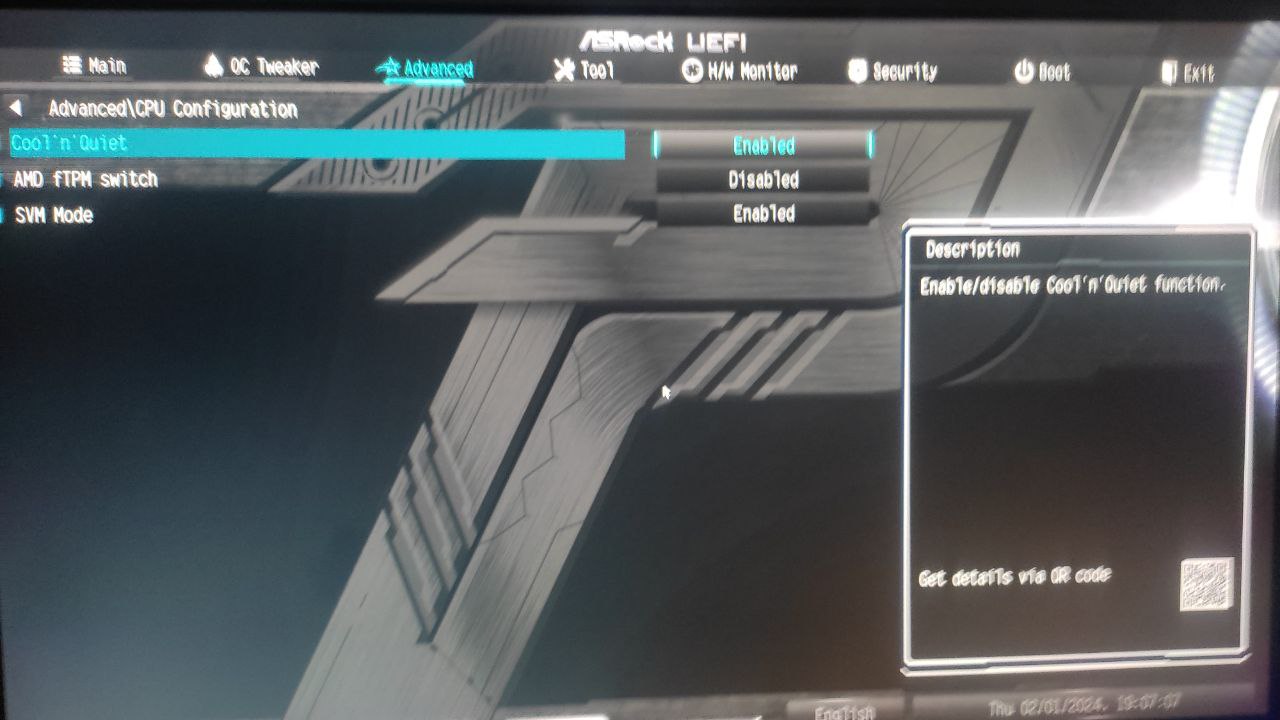 ASRock UEFI
Main OC Tweaker Advanced Tool H/W Monitor Security Boot Exit
Advanced\CPU Configuration
Cool'n'Quiet Enabled
AMD fTPM switch Disabled
SVM Mode Enabled
Description
Enable/disable Cool'n'Quiet function.
Get details via QR code
English Thu 02/01/2024, 19:07:07